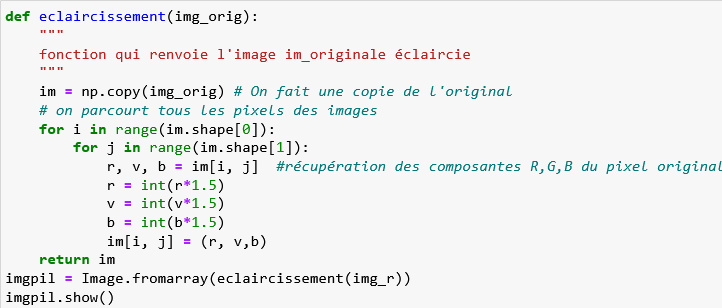 def eclaircissement(img_orig):
    """
    fonction qui renvoie l'image im_originale éclaircie
    """
    im = np.copy(img_orig) # On fait une copie de l'original
    # on parcourt tous les pixels des images
    for i in range(im.shape[0]):
        for j in range(im.shape[1]):
            r, v, b = im[i, j]  #récupération des composantes R,G,B du pixel original
            r = int(r*1.5)
            v = int(v*1.5)
            b = int(b*1.5)
            im[i, j] = (r, v,b)
    return im
imgpil = Image.fromarray(eclaircissement(img_r))
imgpil.show()